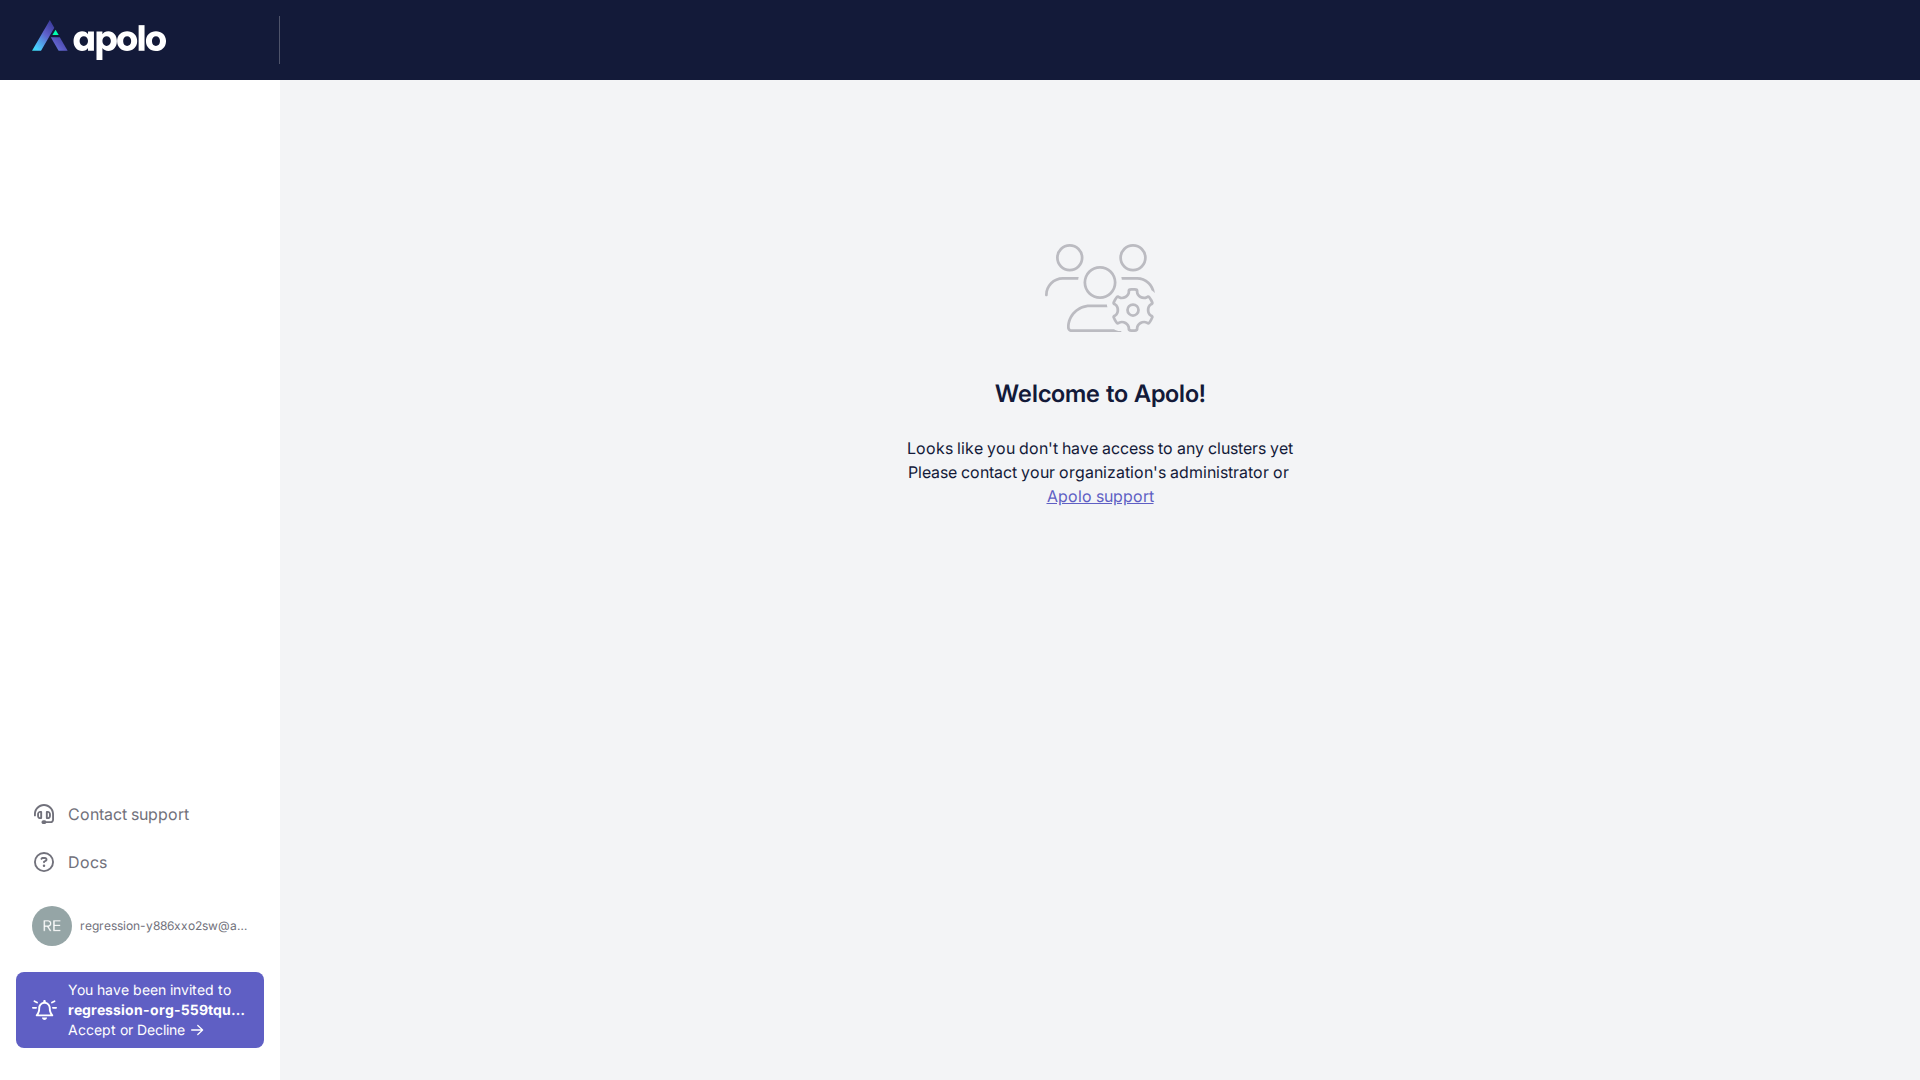 apolo
Welcome to Apolo!
Looks like you don't have access to any clusters yet
Please contact your organization's administrator or
Apolo support
Contact support
Docs
RE
regression-y886xxo2sw@a...
You have been invited to
regression-org-559tqu...
Accept or Decline →